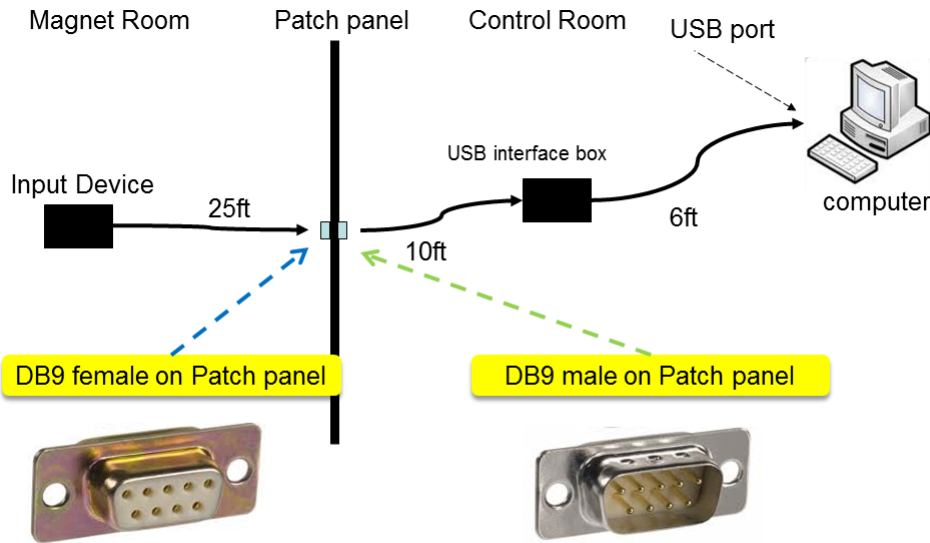 Magnet Room
Patch panel
Control Room
USB port
USB interface box
Input Device
25ft
10ft
6ft
computer
DB9 female on Patch panel
DB9 male on Patch panel